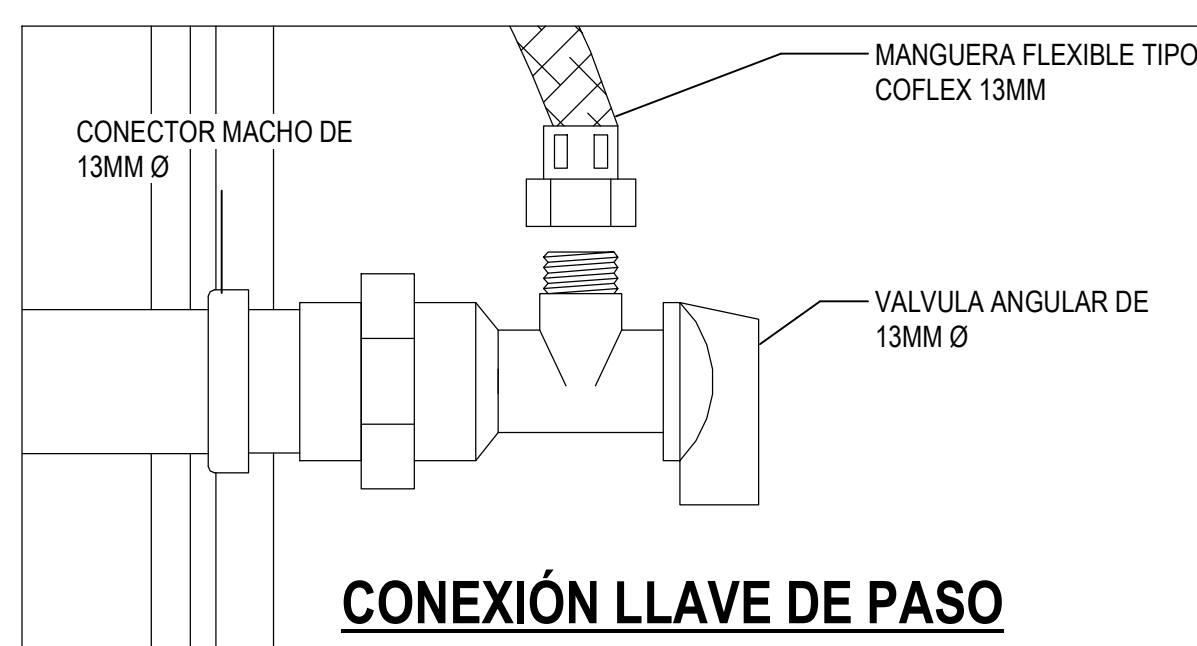 MANGUERA FLEXIBLE TIPO
COFLEX 13MM
CONECTOR MACHO DE
13MM Ø
VALVULA ANGULAR DE
13MM Ø
CONEXIÓN LLAVE DE PASO